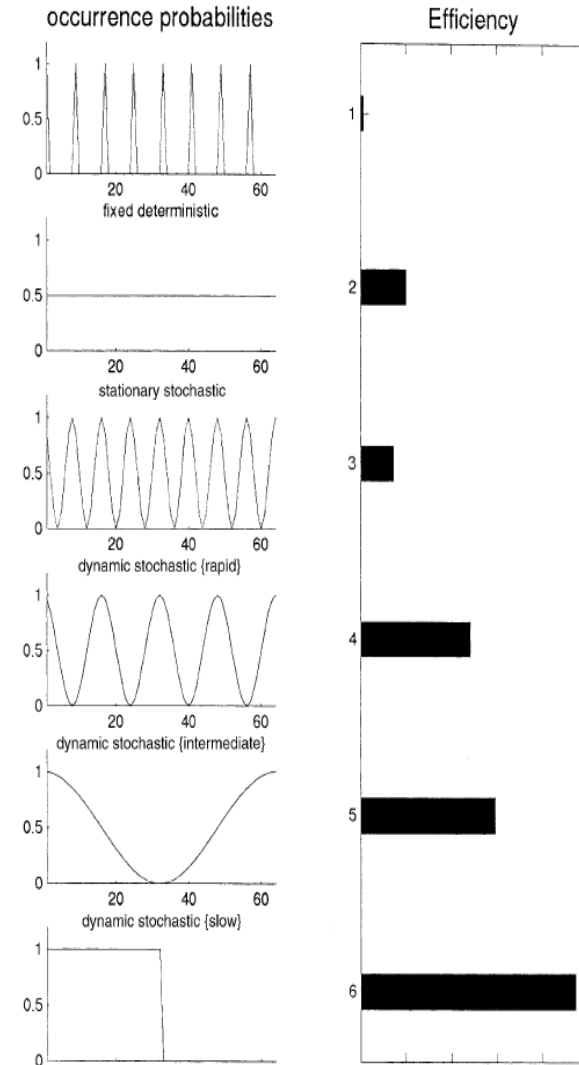 occurrence probabilities
Efficiency
1
0.5
0
20 40 60
fixed deterministic
1
1
0.5
0
20 40 60
stationary stochastic
2
1
0.5
0
20 40 60
dynamic stochastic {rapid}
3
1
0.5
0
20 40 60
dynamic stochastic {intermediate}
4
1
0.5
0
20 40 60
dynamic stochastic {slow}
5
1
0.5
0
6